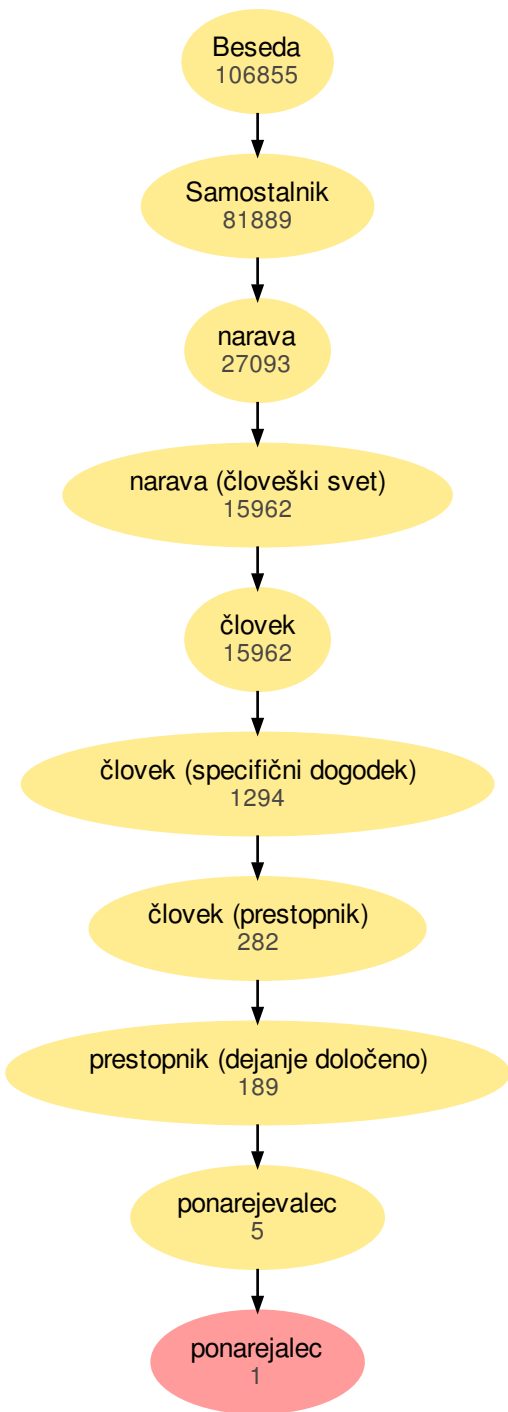 Beseda
106855
Samostalnik
81889
narava
27093
narava (človeški svet)
15962
človek
15962
človek (specifični dogodek)
1294
človek (prestopnik)
282
prestopnik (dejanje določeno)
189
ponarejevalec
5
ponarejalec
1